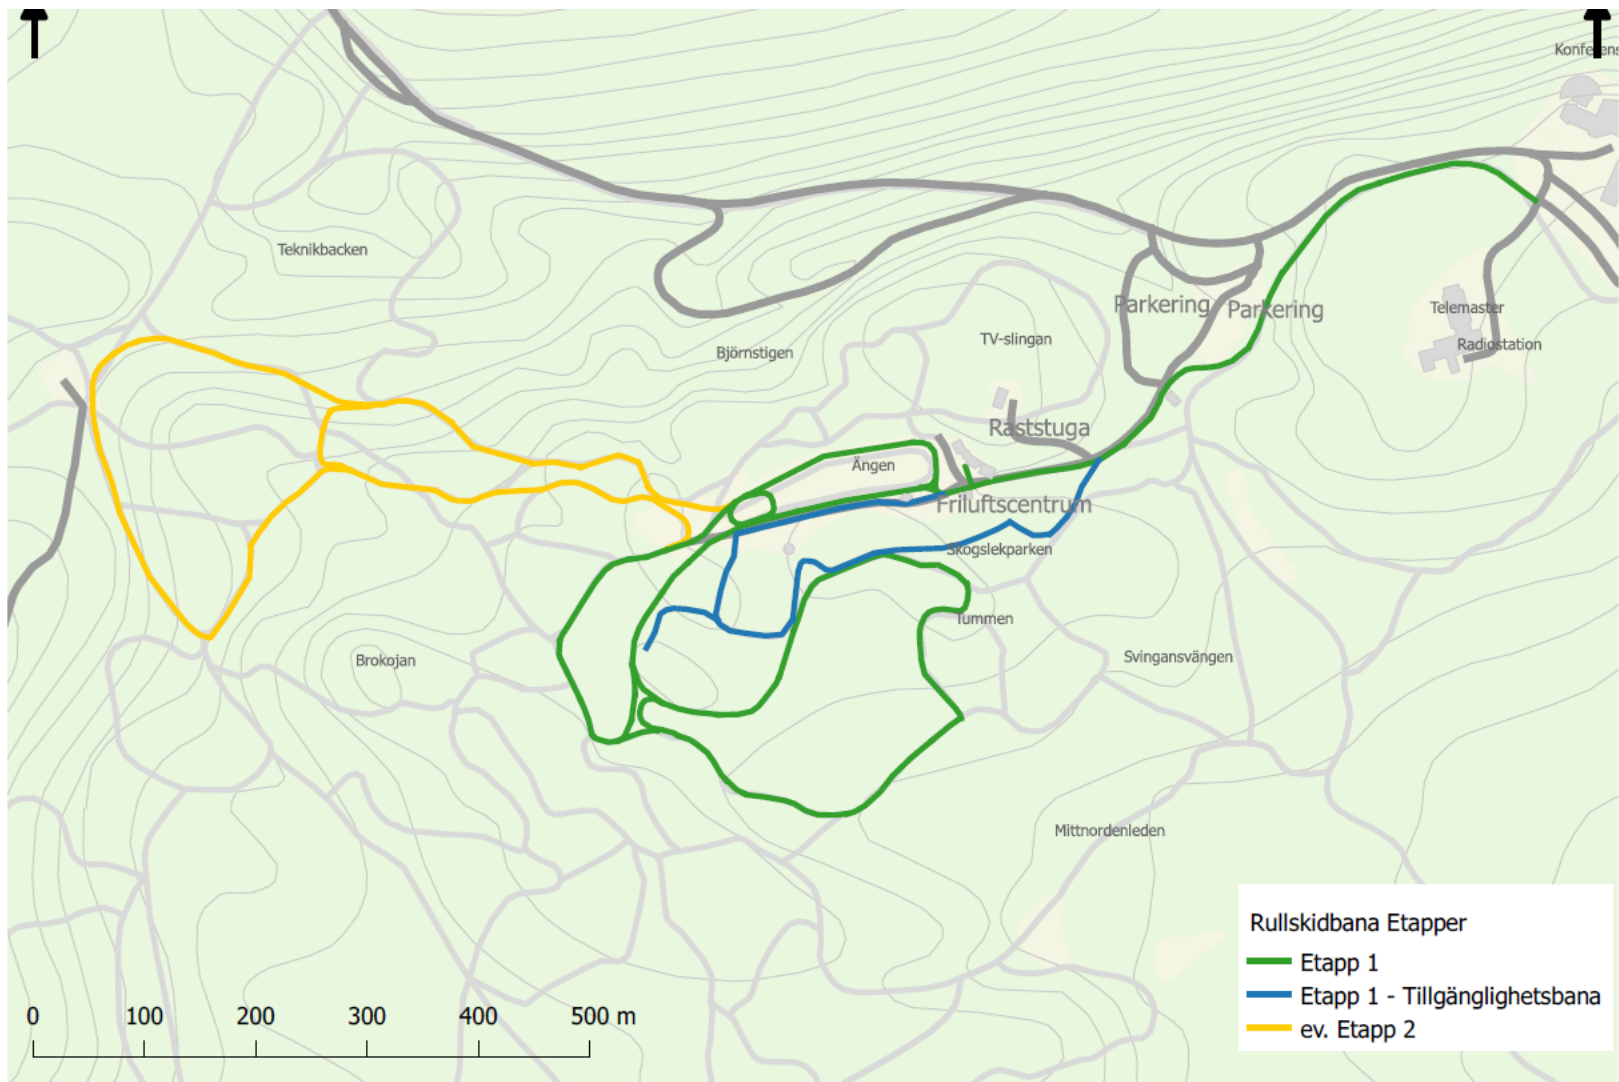 Konferens
Teknikbacken
Parkering
Parkering
Telemaster
Radiostation
TV-slingan
Björnstigen
Raststuga
Ängen
Friluftscentrum
Skogslekparken
Tummen
Svingansvängen
Brokojan
Mittnordenleden
Rullskidbana Etapper
Etapp 1
Etapp 1 - Tillgänglighetsbana
ev. Etapp 2
0 100 200 300 400 500 m